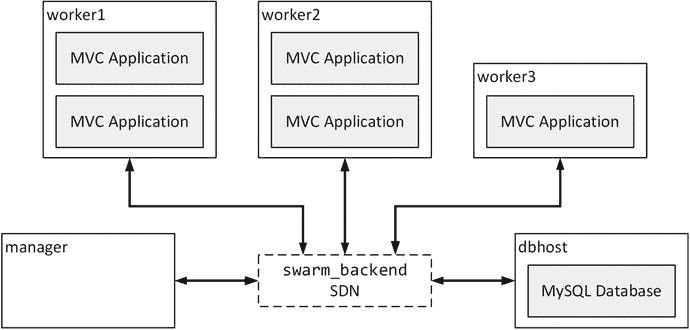 worker1
MVC Application
MVC Application
worker2
MVC Application
MVC Application
worker3
MVC Application
manager
swarm_backend
SDN
dbhost
MySQL Database